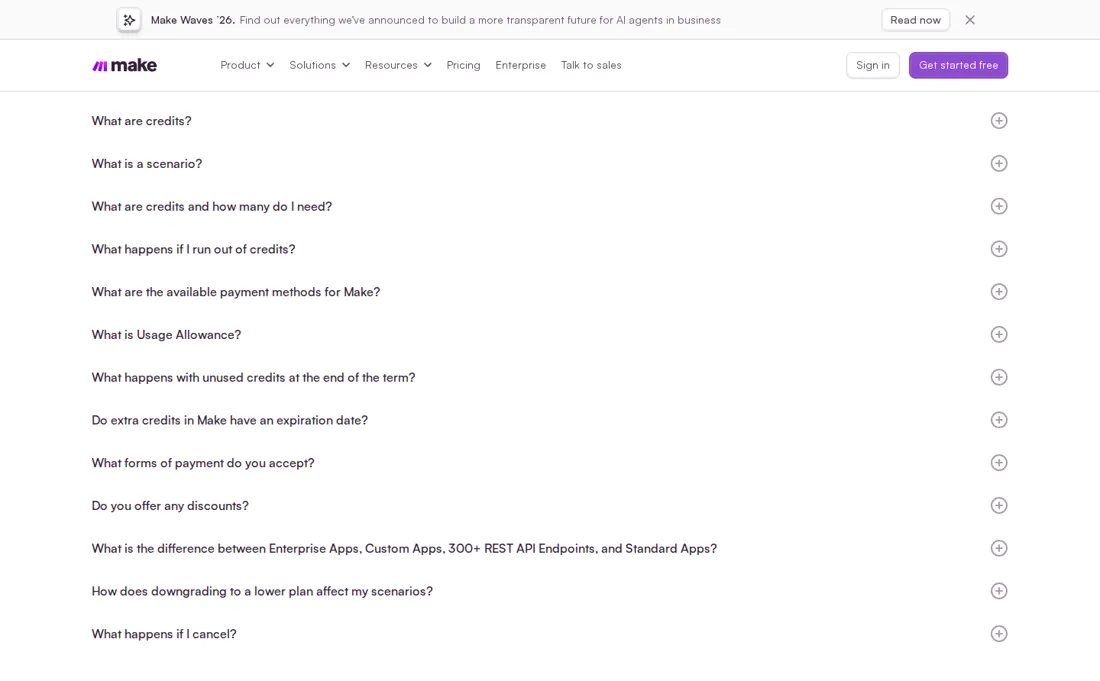 Make Waves ´26. Find out everything we've announced to build a more transparent future for AI agents in business Read now
make Product Solutions Resources Pricing Enterprise Talk to sales Sign in Get started free
What are credits?
What is a scenario?
What are credits and how many do I need?
What happens if I run out of credits?
What are the available payment methods for Make?
What is Usage Allowance?
What happens with unused credits at the end of the term?
Do extra credits in Make have an expiration date?
What forms of payment do you accept?
Do you offer any discounts?
What is the difference between Enterprise Apps, Custom Apps, 300+ REST API Endpoints, and Standard Apps?
How does downgrading to a lower plan affect my scenarios?
What happens if I cancel?